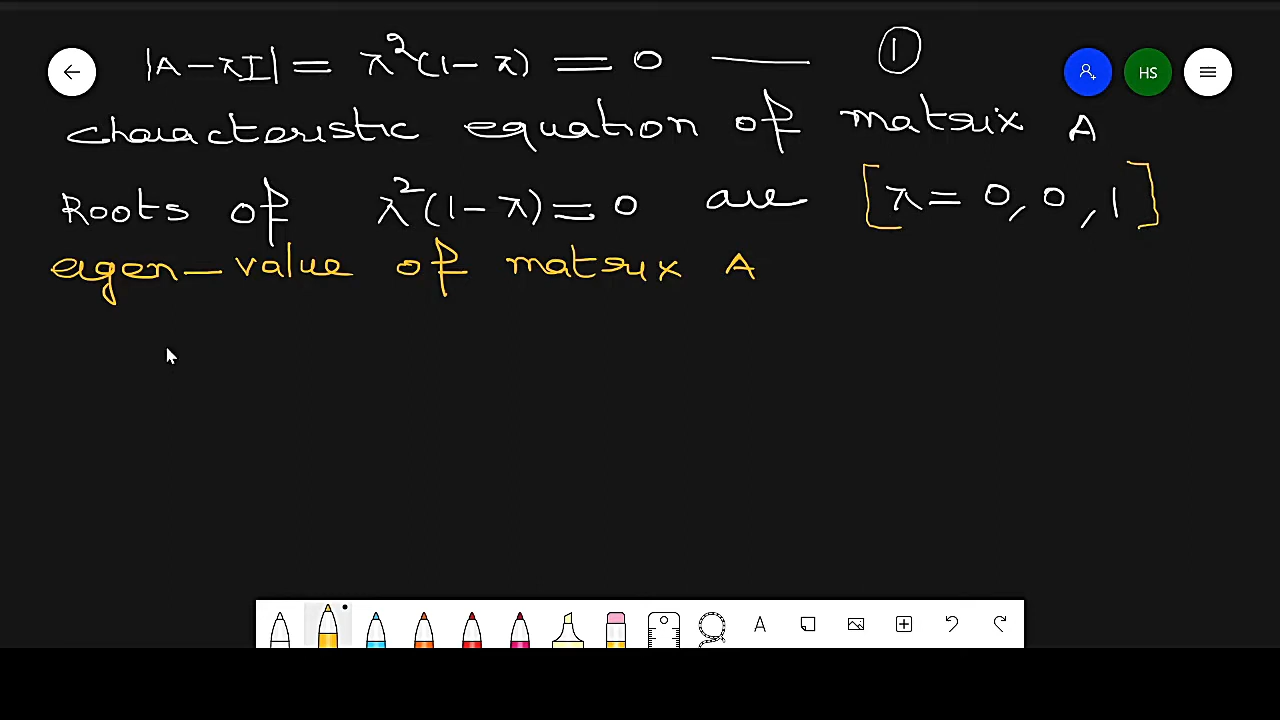 |A-λI| = λ²(1-λ) = 0 —— ①
HS
characteristic equation of matrix A
Roots of λ²(1-λ) = 0 are [λ = 0, 0, 1]
eigen-value of matrix A
A